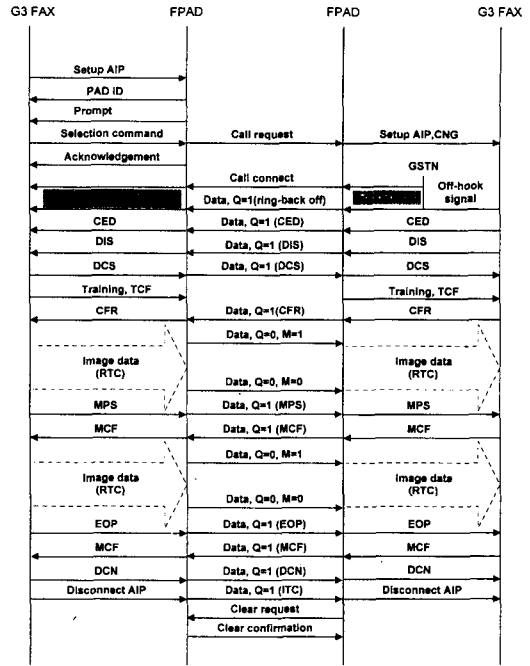 G3 FAX FPAD FPAD G3 FAX
Setup AIP
PAD ID
Prompt
Selection command Call request Setup AIP,CNG
Acknowledgement
GSTN
Call connect
Off-hook
signal
Data, Q=1(ring-back off)
CED Data, Q=1 (CED) CED
DIS Data, Q=1 (DIS) DIS
DCS Data, Q=1 (DCS) DCS
Training, TCF Training, TCF
CFR Data, Q=1(CFR) CFR
Data, Q=0, M=1
Image data Image data
(RTC) (RTC)
Data, Q=0, M=0
MPS Data, Q=1 (MPS) MPS
MCF Data, Q=1 (MCF) MCF
Data, Q=0, M=1
Image data Image data
(RTC) (RTC)
Data, Q=0, M=0
EOP Data, Q=1 (EOP) EOP
MCF Data, Q=1 (MCF) MCF
DCN Data, Q=1 (DCN) DCN
Disconnect AIP Data, Q=1 (ITC) Disconnect AIP
Clear request
Clear confirmation